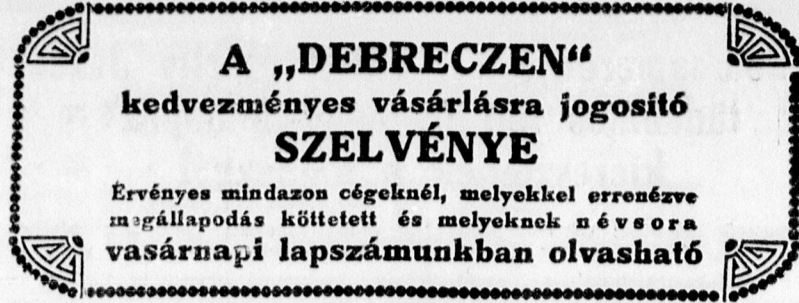 A „DEBRECZEN“
kedvezményes vásárlásra jogositó
SZELVÉNYE
Érvényes mindazon cégeknél, melyekkel errenézve
megállapodás köttetett és melyeknek névsora
vasárnapi lapszámunkban olvasható